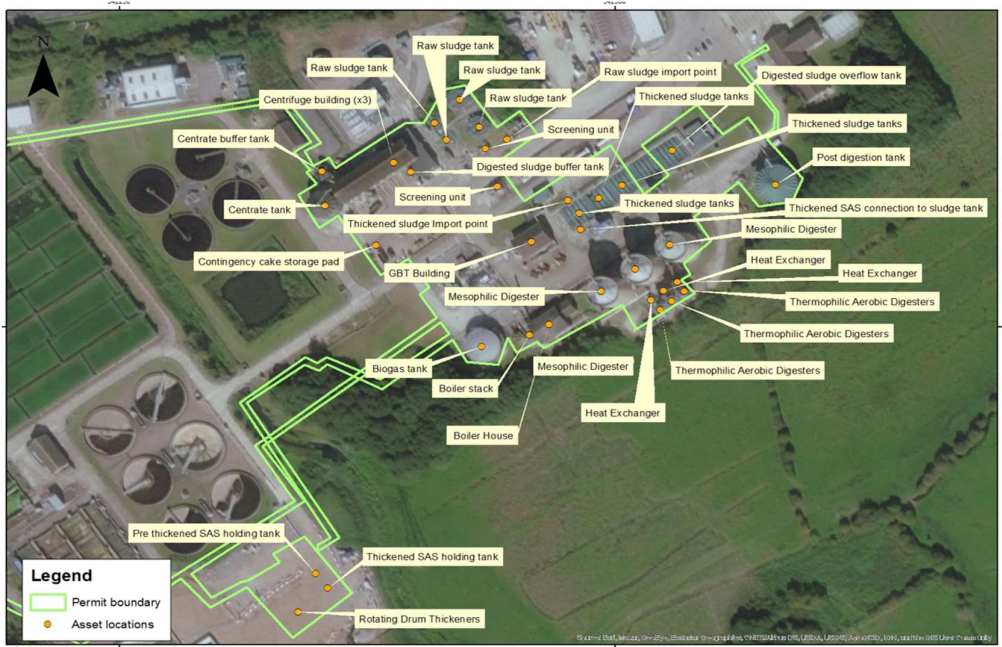 N
Raw sludge tank
Raw sludge tank
Raw sludge tank
Raw sludge import point
Digested sludge overflow tank
Centrifuge building (x3)
Raw sludge tank
Thickened sludge tanks
Thickened sludge tanks
Screening unit
Centrate buffer tank
Digested sludge buffer tank
Post digestion tank
Screening unit
Thickened sludge tanks
Thickened SAS connection to sludge tank
Centrate tank
Thickened sludge Import point
Mesophilic Digester
Contingency cake storage pad
GBT Building
Heat Exchanger
Heat Exchanger
Mesophilic Digester
Thermophilic Aerobic Digesters
Thermophilic Aerobic Digesters
Biogas tank
Mesophilic Digester
Thermophilic Aerobic Digesters
Boiler stack
Heat Exchanger
Boiler House
Pre thickened SAS holding tank
Thickened SAS holding tank
Rotating Drum Thickeners
Legend
Permit boundary
Asset locations